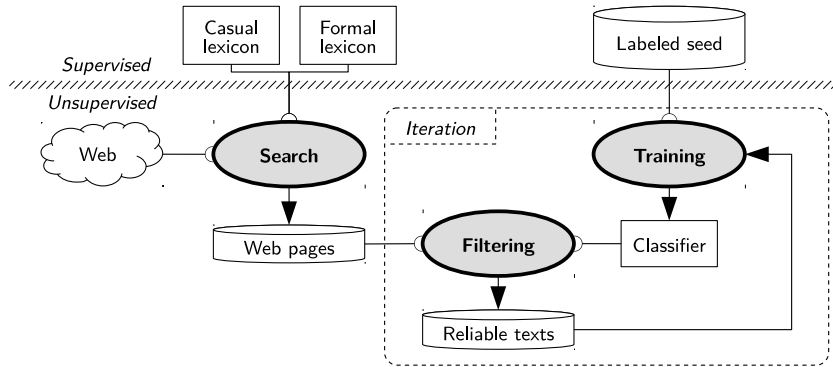 Casual
lexicon
Formal
lexicon
Labeled seed
Supervised
Unsupervised
Iteration
Web
Search
Training
Web pages
Filtering
Classifier
Reliable texts